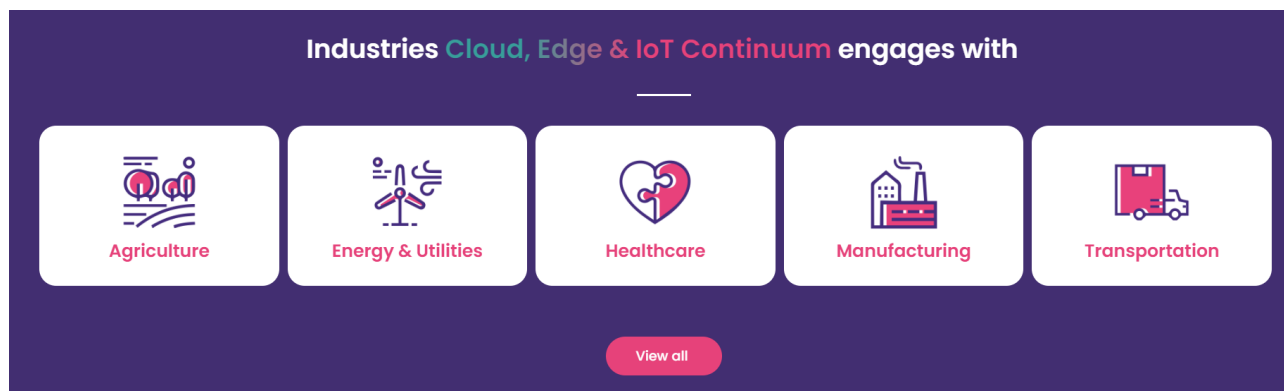 Industries Cloud, Edge & IoT Continuum engages with
Agriculture
Energy & Utilities
Healthcare
Manufacturing
Transportation
View all